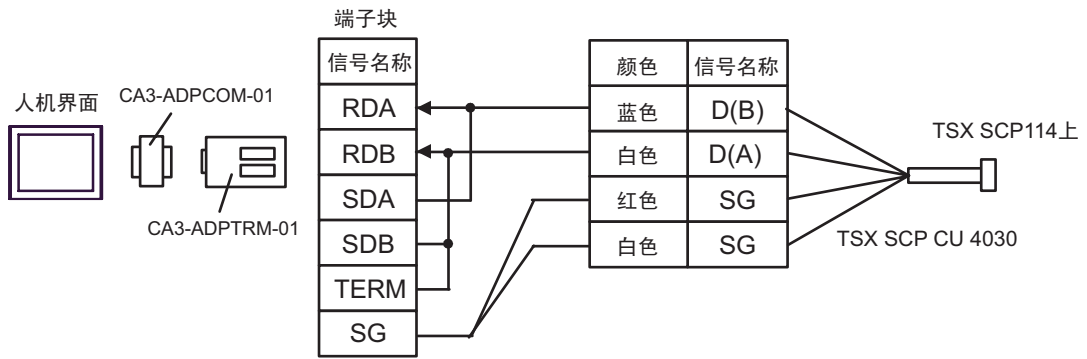 端子块
信号名称
RDA
RDB
SDA
SDB
TERM
SG
人机界面
CA3-ADPCOM-01
CA3-ADPTRM-01
颜色 信号名称
蓝色 D(B)
白色 D(A)
红色 SG
白色 SG
TSX SCP114上
TSX SCP CU 4030